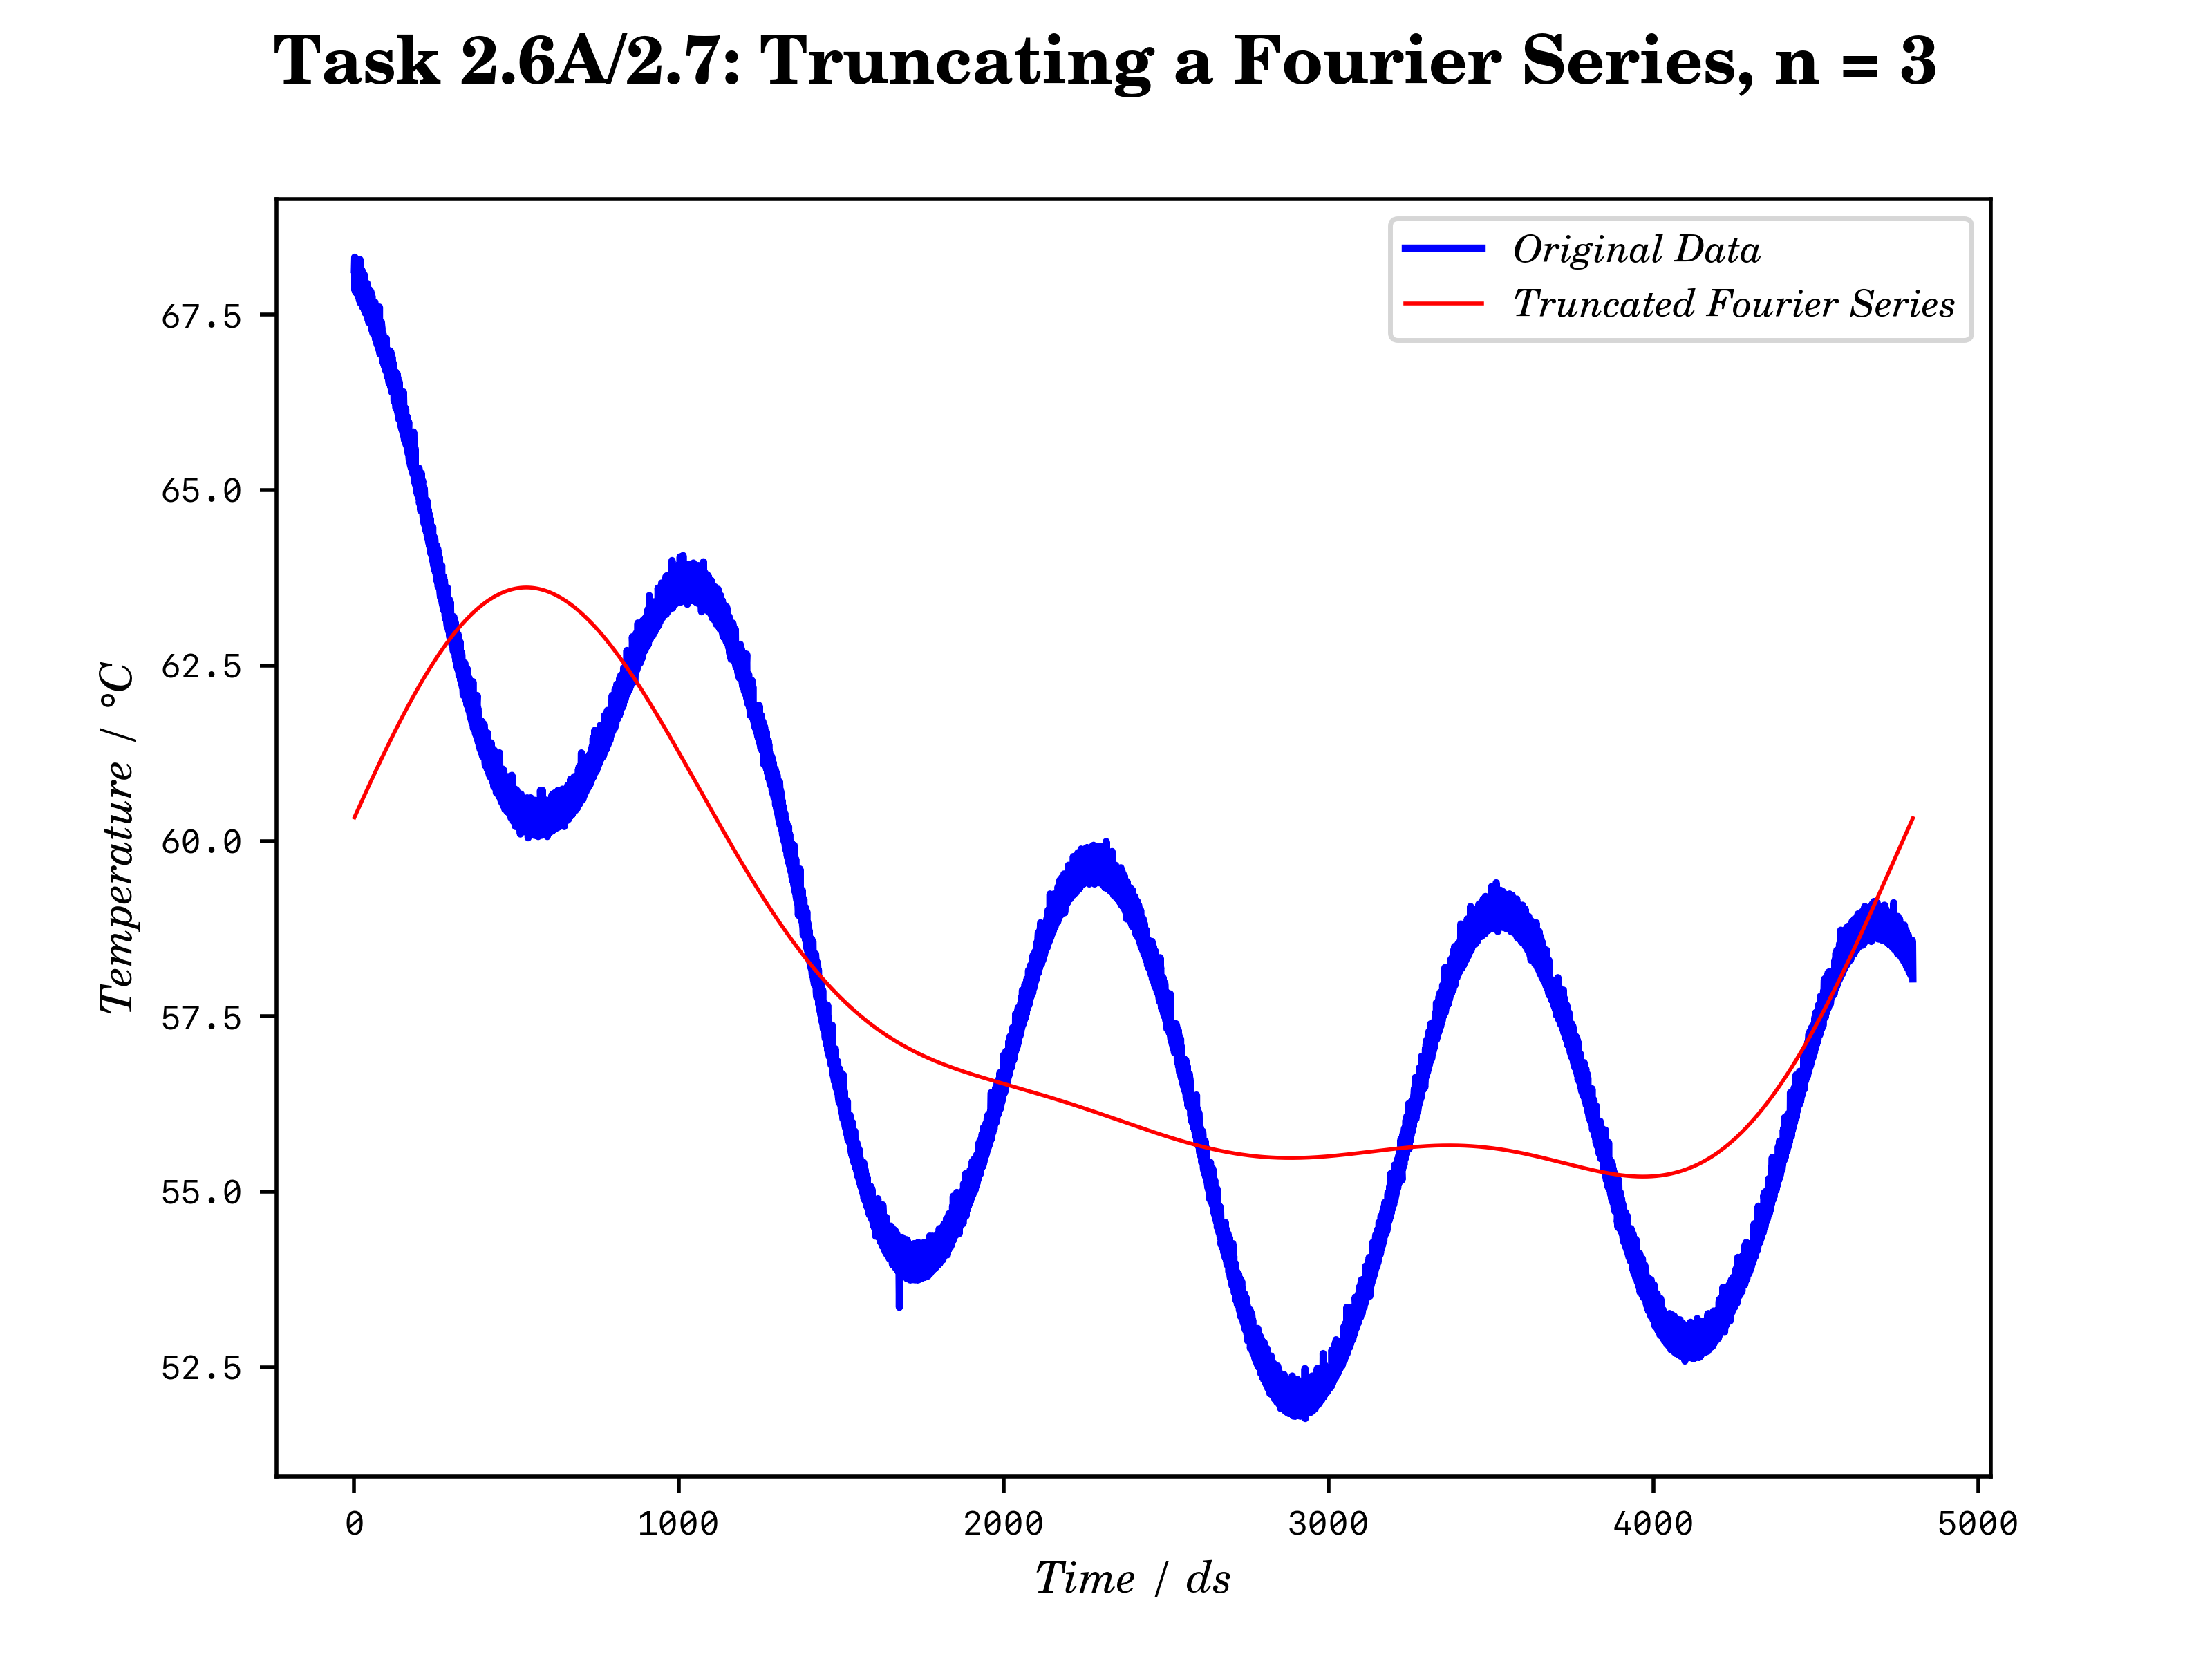 Task 2.6A/2.7: Truncating a Fourier Series, n = 3
Original Data
Truncated Fourier Series
Temperature / °C
67.5
65.0
62.5
60.0
57.5
55.0
52.5
0 1000 2000 3000 4000 5000
Time / ds